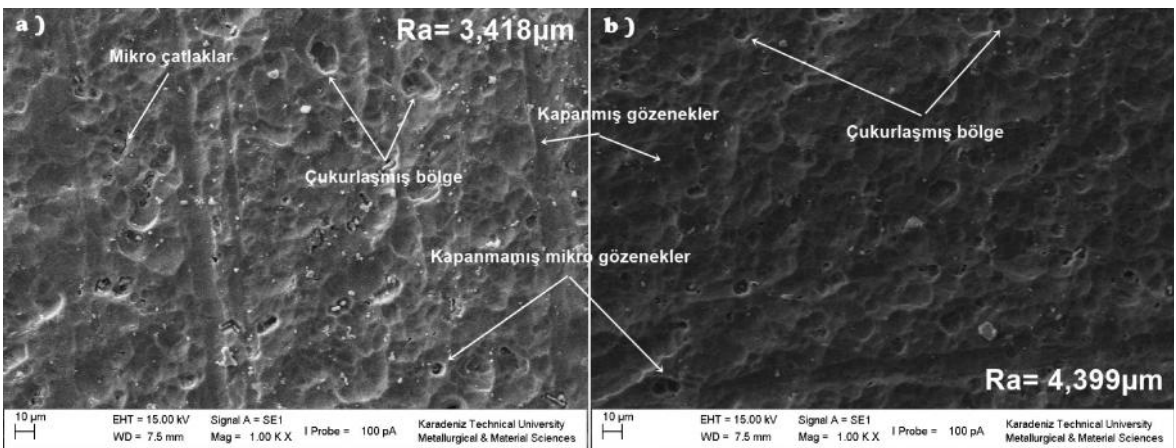 a )
Ra= 3,418µm
Mikro çatlaklar
Çukurlaşmış bölge
Kapanmış gözenekler
Kapanmamış mikro gözenekler
b )
Çukurlaşmış bölge
Ra= 4,399µm
10 µm
EHT = 15.00 kV
WD = 7.5 mm
Signal A = SE1
Mag = 1.00 K X
I Probe = 100 pA
Karadeniz Technical University
Metallurgical & Material Sciences
10 µm
EHT = 15.00 kV
WD = 7.5 mm
Signal A = SE1
Mag = 1.00 K X
I Probe = 100 pA
Karadeniz Technical University
Metallurgical & Material Sciences